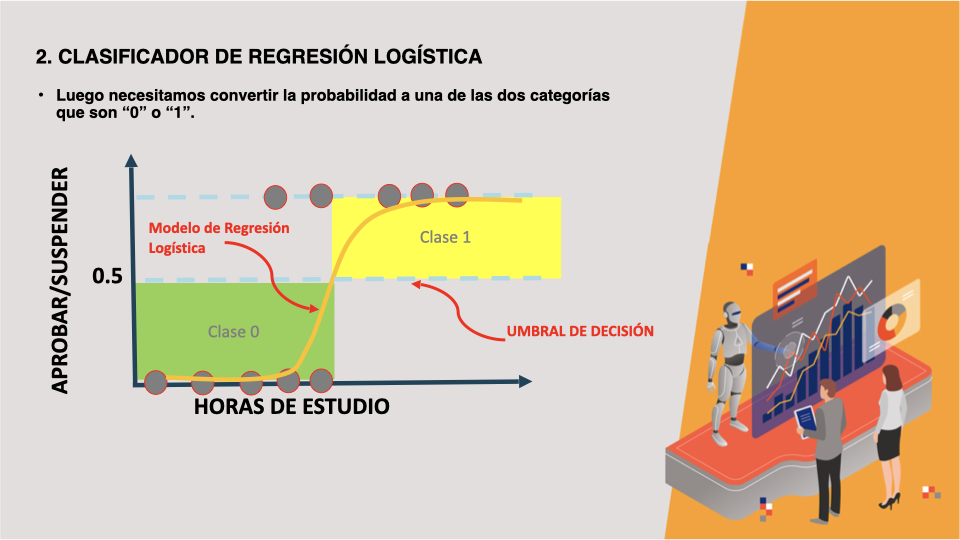 2. CLASIFICADOR DE REGRESIÓN LOGÍSTICA
• Luego necesitamos convertir la probabilidad a una de las dos categorías
que son “0” o “1”.
APROBAR/SUSPENDER
Modelo de Regresión
Logística
Clase 1
0.5
Clase 0
UMBRAL DE DECISIÓN
HORAS DE ESTUDIO